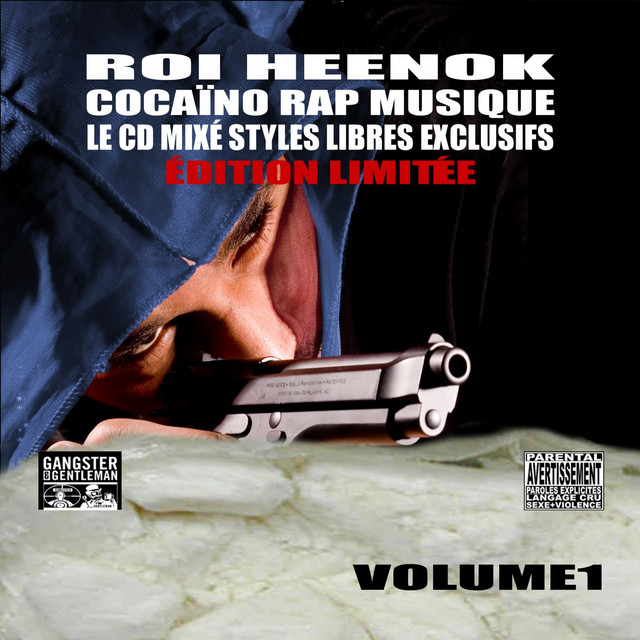 ROI HEENOK
COCAÏNO RAP MUSIQUE
LE CD MIXÉ STYLES LIBRES EXCLUSIFS
ÉDITION LIMITÉE
GANGSTER
GENTLEMAN
PARENTAL
AVERTISSEMENT
PAROLES EXPLICITES
LANGAGE CRU
SEXE+VIOLENCE
VOLUME1